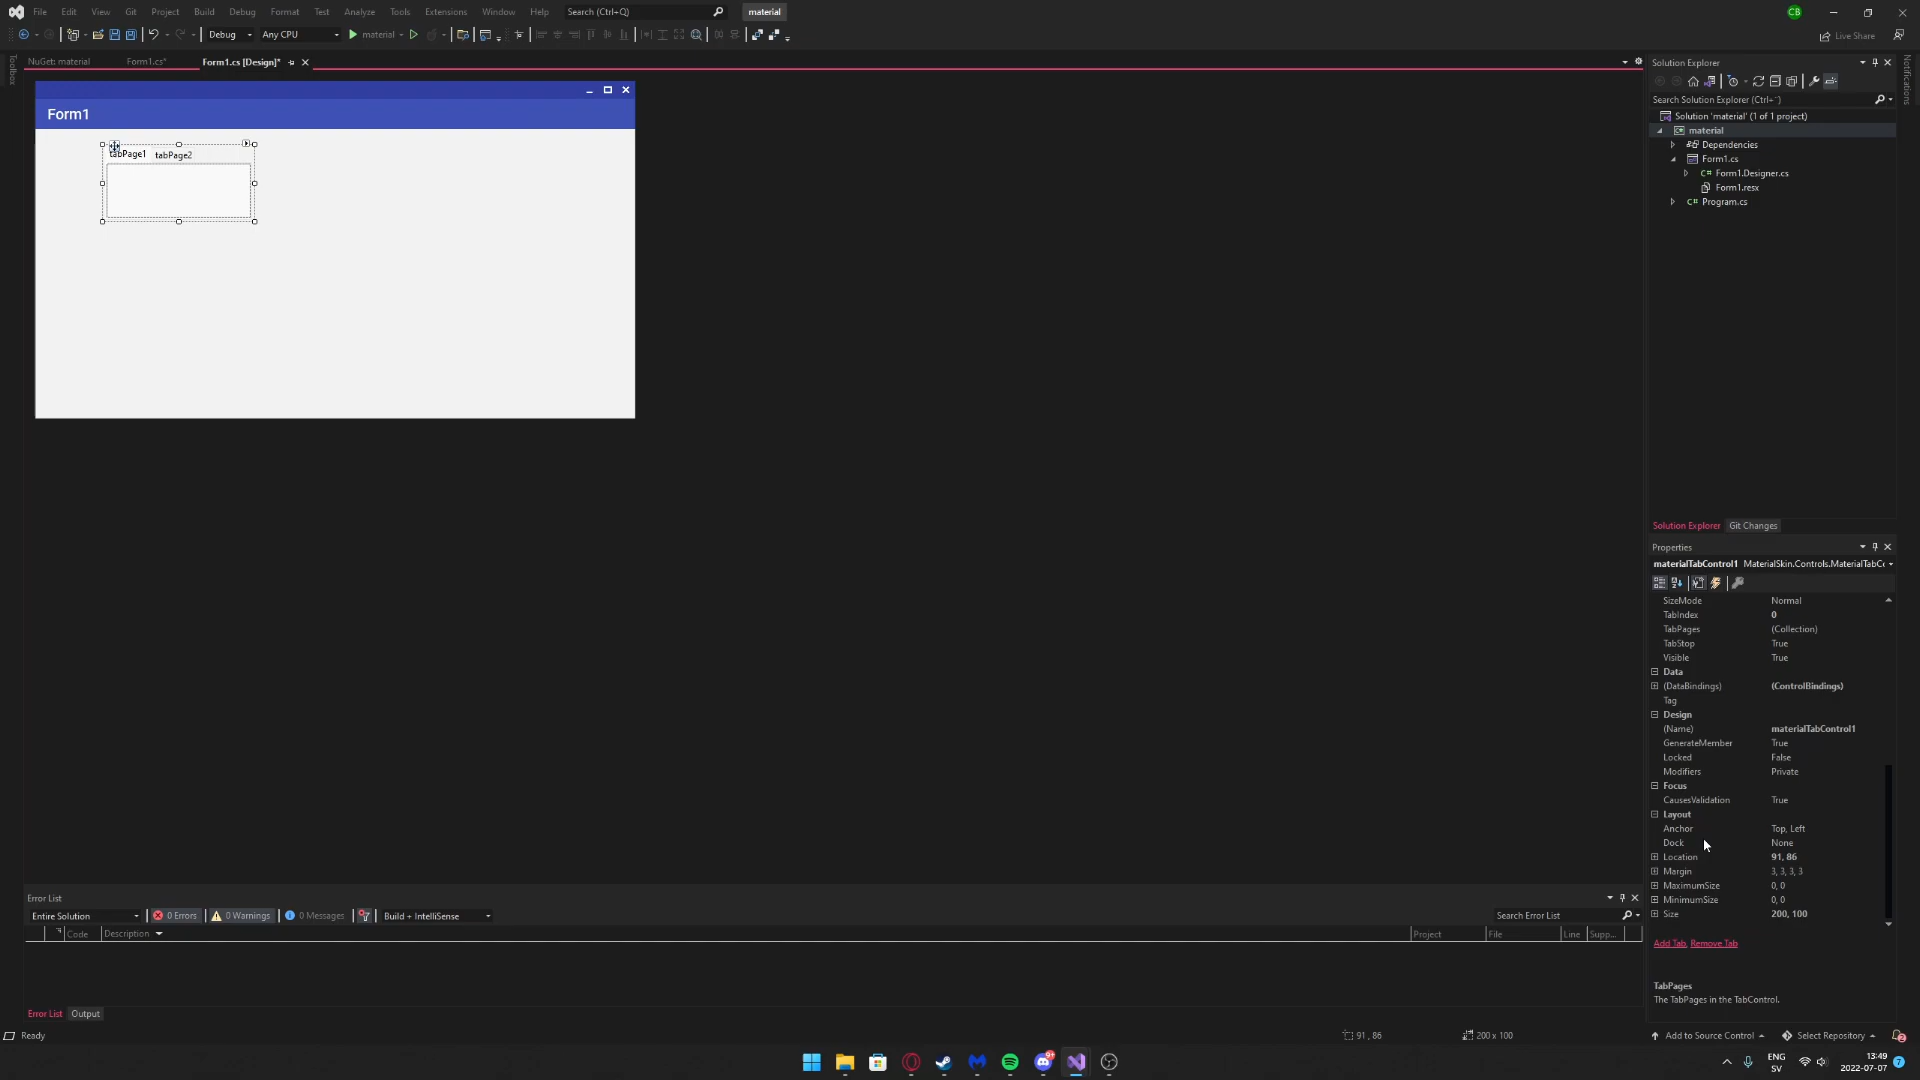 File Edit View Git Project Build Debug Format Test Analyze Tools Extensions Window Help Search (Ctrl+Q) material CB
Debug Any CPU material Live Share
Toolbox
NuGet: material Form1.cs* Form1.cs [Design]*
Form1
tabPage1 tabPage2
Solution Explorer
Search Solution Explorer (Ctrl+¨)
Solution 'material' (1 of 1 project)
material
Dependencies
Form1.cs
C# Form1.Designer.cs
Form1.resx
C# Program.cs
Notifications
Solution Explorer Git Changes
Properties
materialTabControl1 MaterialSkin.Controls.MaterialTabCc
SizeMode Normal
TabIndex 0
TabPages (Collection)
TabStop True
Visible True
Data
(DataBindings) (ControlBindings)
Tag
Design
(Name) materialTabControl1
GenerateMember True
Locked False
Modifiers Private
Focus
CausesValidation True
Layout
Anchor Top, Left
Dock None
Location 91, 86
Margin 3, 3, 3, 3
MaximumSize 0, 0
MinimumSize 0, 0
Size 200, 100
Add Tab, Remove Tab
TabPages
The TabPages in the TabControl.
Error List
Entire Solution 0 Errors 0 Warnings 0 Messages Build + IntelliSense Search Error List
Code Description Project File Line Supp...
Error List Output
Ready 91 , 86 200 x 100 Add to Source Control Select Repository 2
9+
ENG
SV
13:49
2022-07-07
7